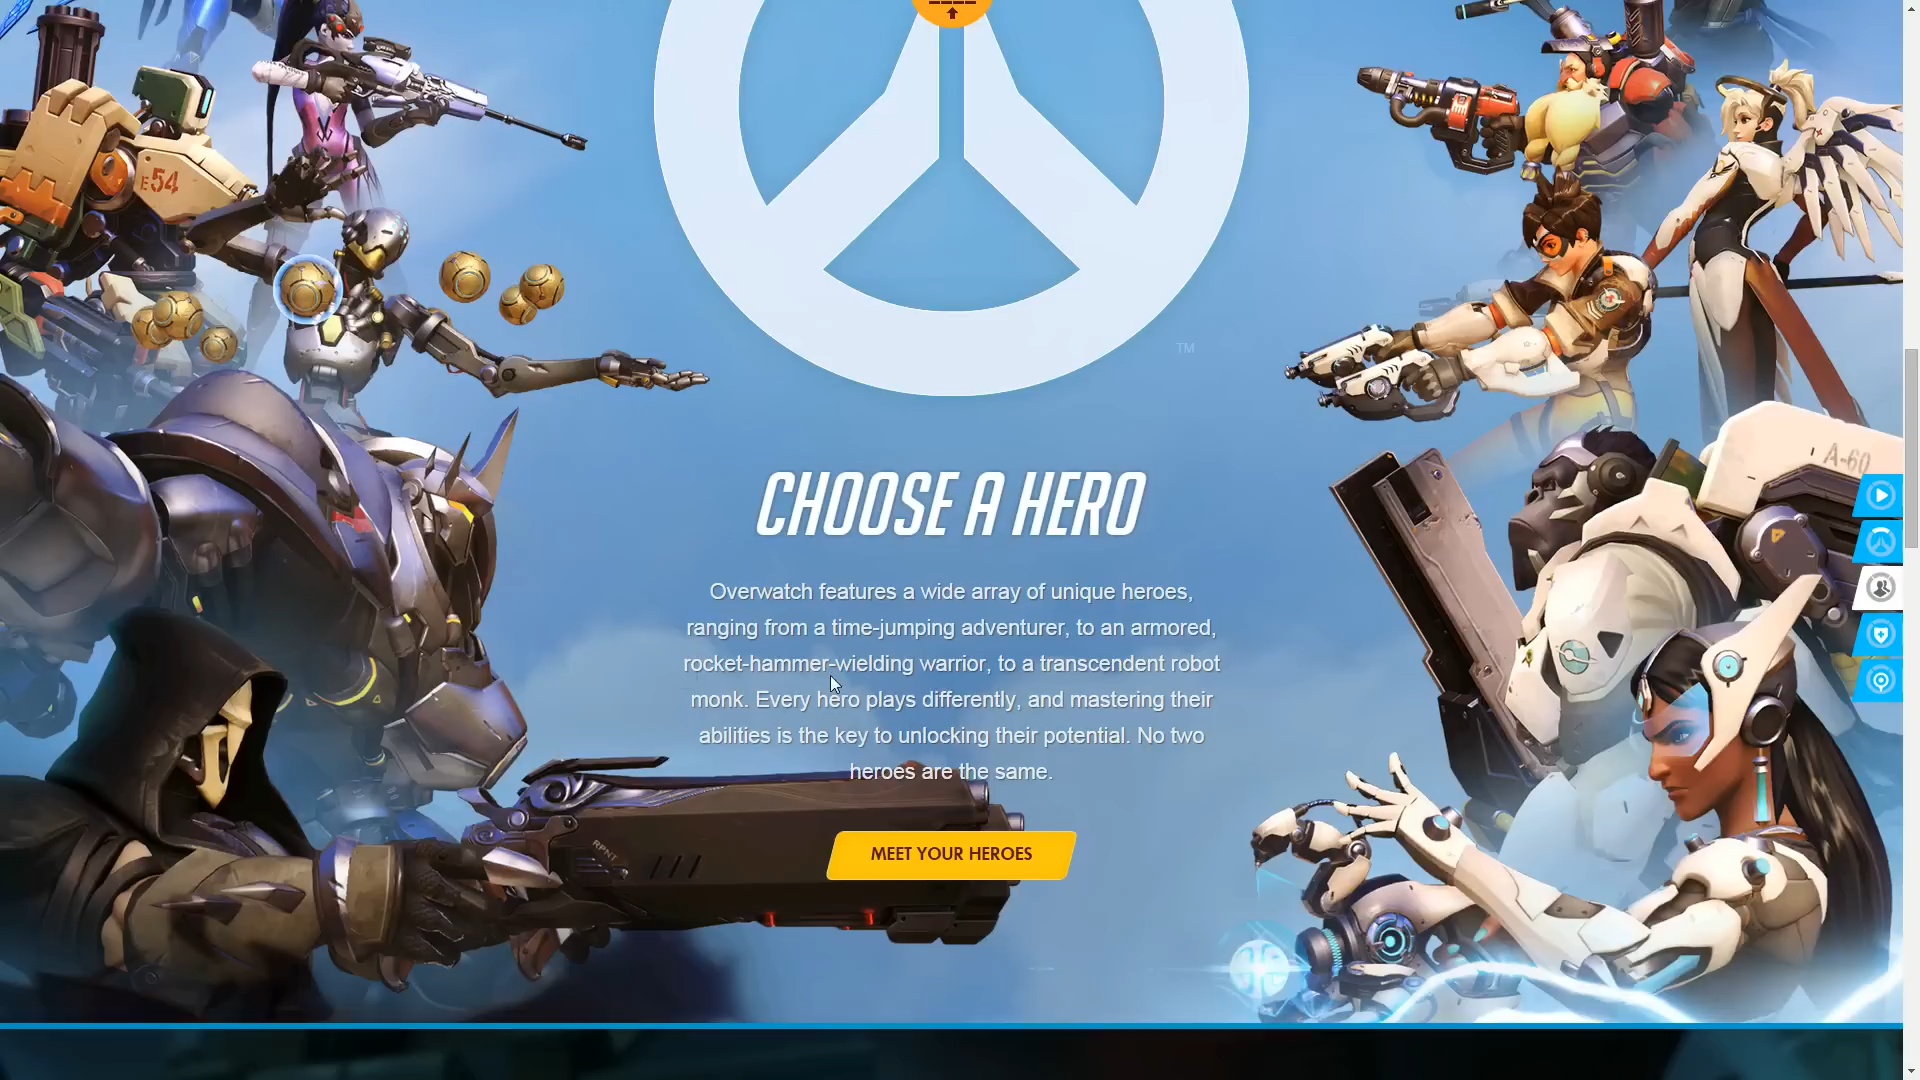 E54
TM
A-60
CHOOSE A HERO
Overwatch features a wide array of unique heroes,
ranging from a time-jumping adventurer, to an armored,
rocket-hammer-wielding warrior, to a transcendent robot
monk. Every hero plays differently, and mastering their
abilities is the key to unlocking their potential. No two
heroes are the same.
RPNT
MEET YOUR HEROES